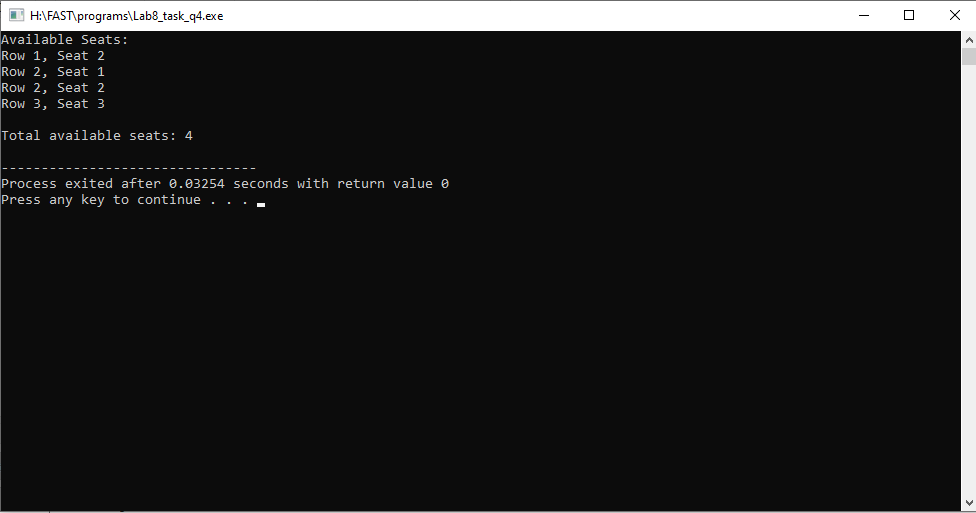 H:\FAST\programs\Lab8_task_q4.exe
Available Seats:
Row 1, Seat 2
Row 2, Seat 1
Row 2, Seat 2
Row 3, Seat 3
Total available seats: 4
--------------------------------
Process exited after 0.03254 seconds with return value 0
Press any key to continue . . .